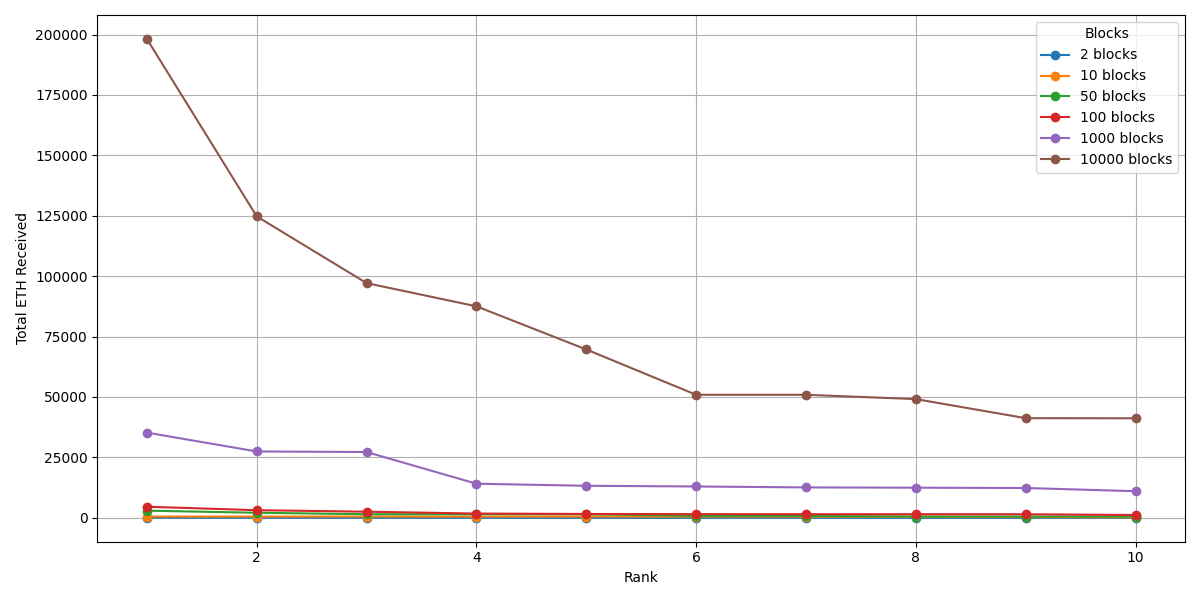 200000
175000
150000
125000
100000
75000
50000
25000
0
Total ETH Received
2
4
6
8
10
Rank
Blocks
2 blocks
10 blocks
50 blocks
100 blocks
1000 blocks
10000 blocks